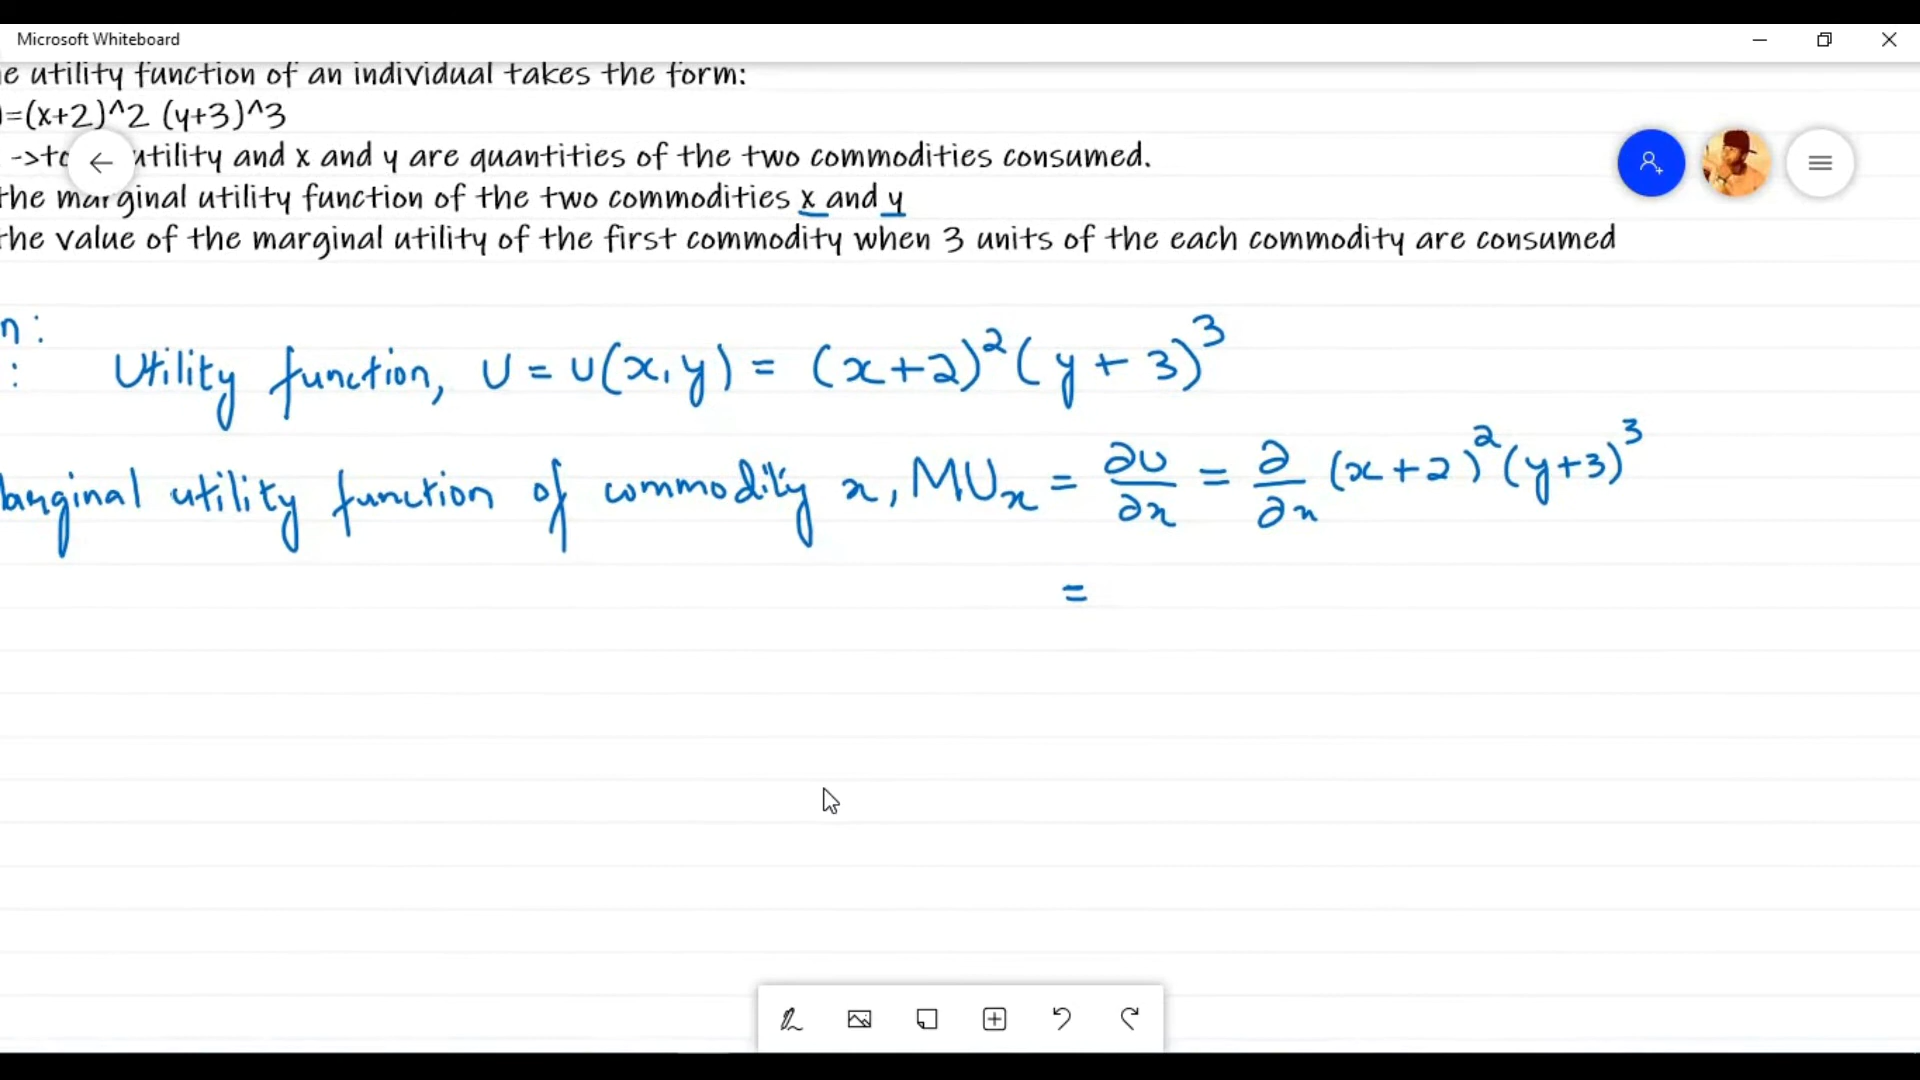 Microsoft Whiteboard
e utility function of an individual takes the form:
)=(x+2)^2 (y+3)^3
->to utility and x and y are quantities of the two commodities consumed.
the marginal utility function of the two commodities x and y
the value of the marginal utility of the first commodity when 3 units of the each commodity are consumed
n:
: Utility function, U = U(x,y) = (x+2)²(y+3)³
arginal utility function of commodity x, MUₓ = ∂U/∂x = ∂/∂x (x+2)²(y+3)³
=